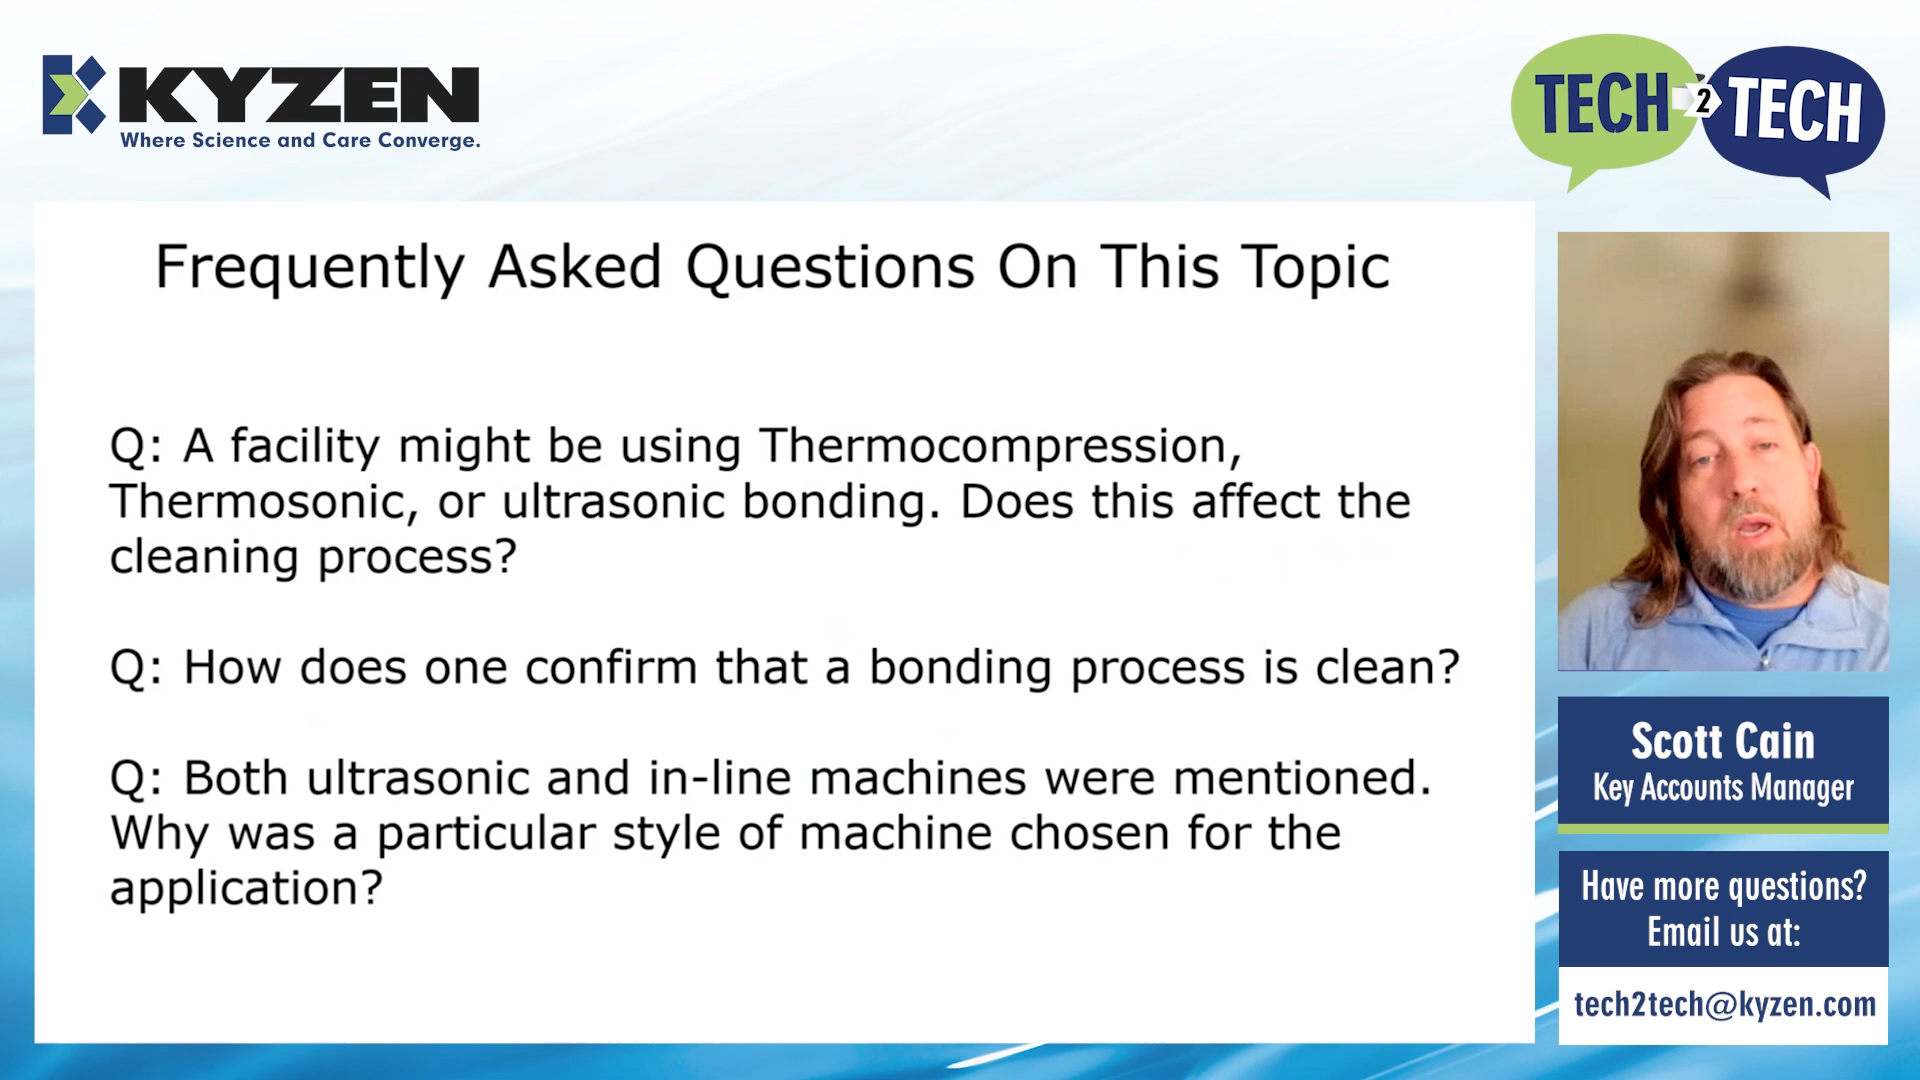 KYZEN
Where Science and Care Converge.
TECH 2 TECH
Frequently Asked Questions On This Topic
Q: A facility might be using Thermocompression,
Thermosonic, or ultrasonic bonding. Does this affect the
cleaning process?
Q: How does one confirm that a bonding process is clean?
Q: Both ultrasonic and in-line machines were mentioned.
Why was a particular style of machine chosen for the
application?
Scott Cain
Key Accounts Manager
Have more questions?
Email us at:
tech2tech@kyzen.com